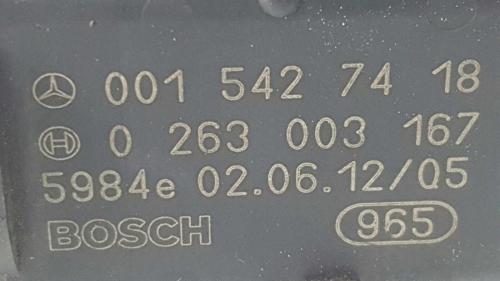 001 542 74 18
0 263 003 167
5984e 02.06.12/05
BOSCH 965